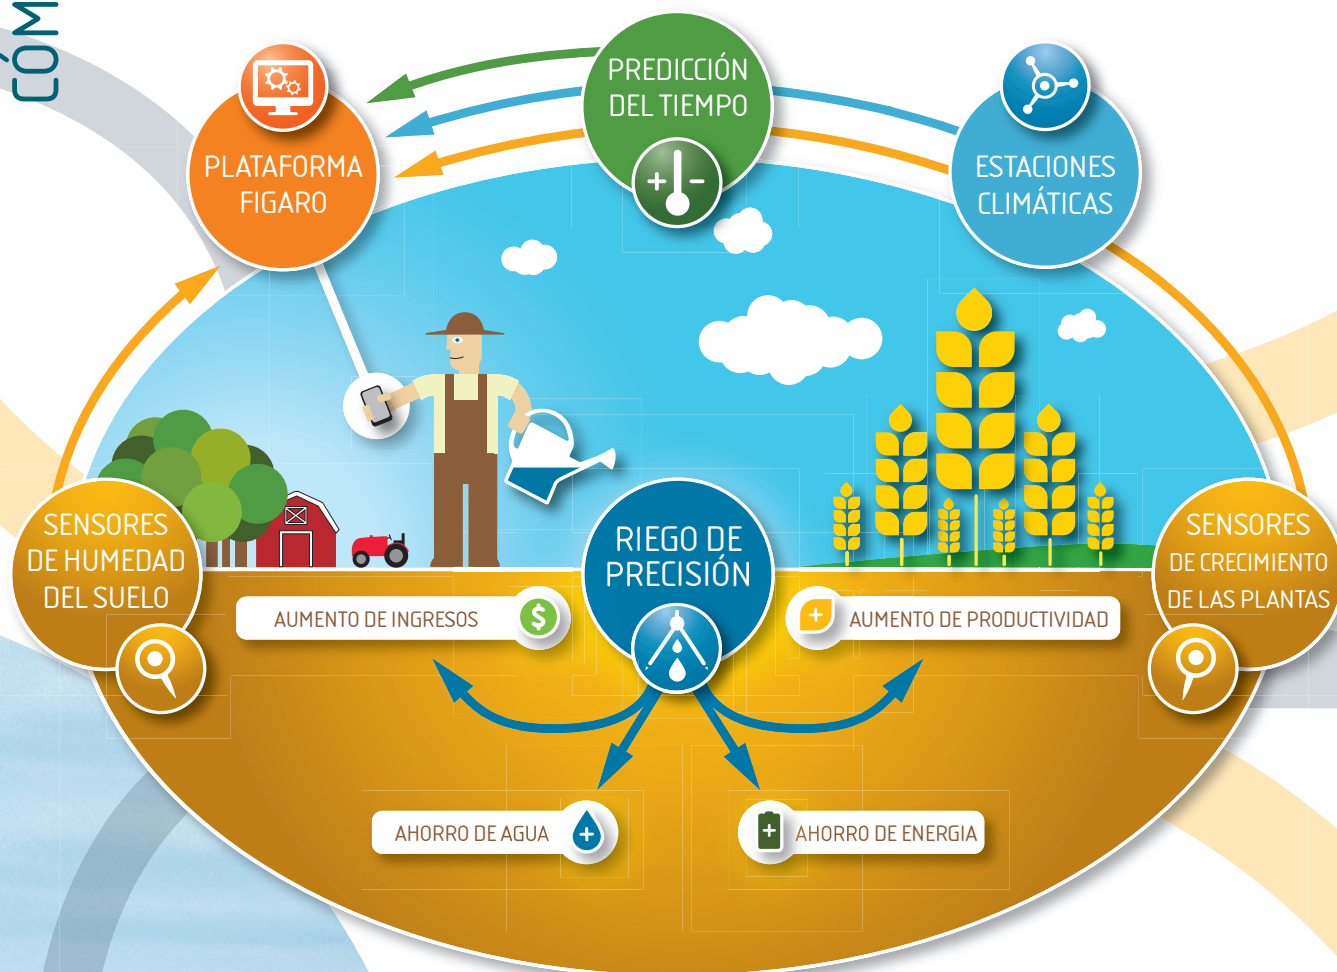 CÓM
PREDICCIÓN
DEL TIEMPO
PLATAFORMA
FIGARO
ESTACIONES
CLIMÁTICAS
SENSORES
DE HUMEDAD
DEL SUELO
RIEGO DE
PRECISIÓN
SENSORES
DE CRECIMIENTO
DE LAS PLANTAS
AUMENTO DE INGRESOS
$
AUMENTO DE PRODUCTIVIDAD
AHORRO DE AGUA
AHORRO DE ENERGIA